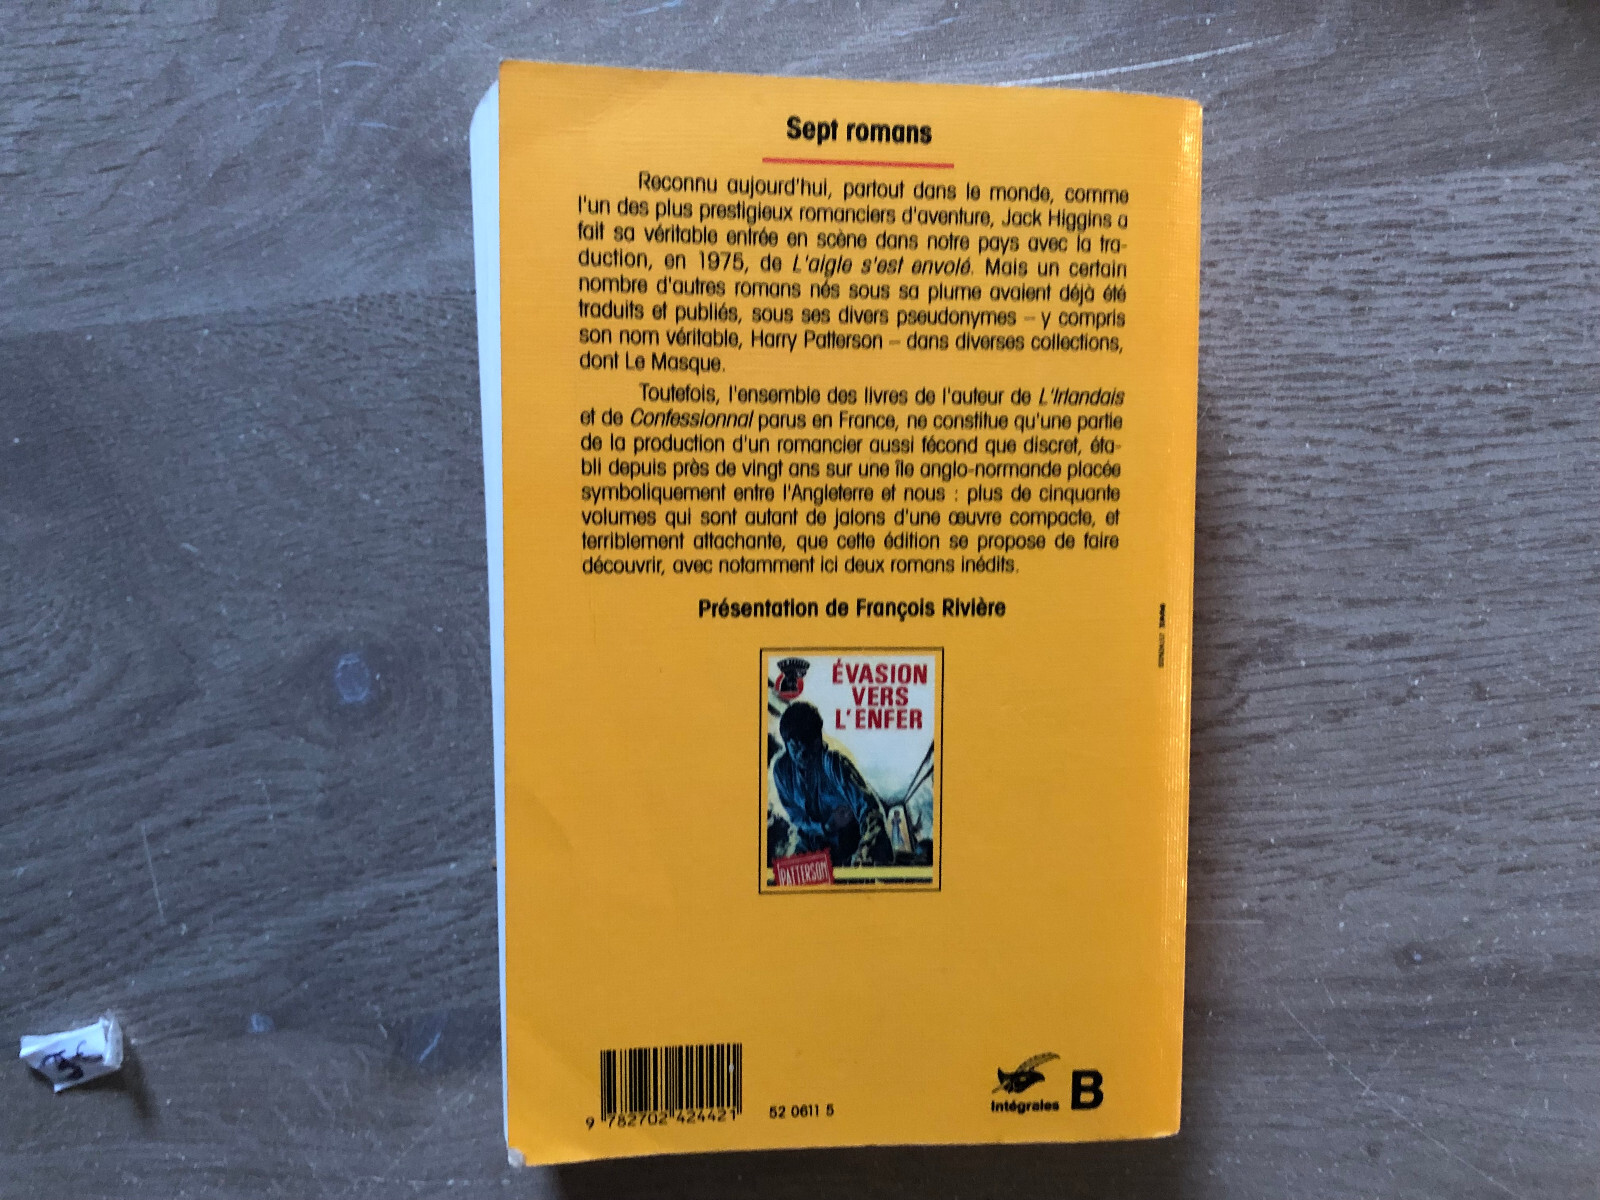 Sept romans
Reconnu aujourd'hui, partout dans le monde, comme
l'un des plus prestigieux romanciers d'aventure, Jack Higgins a
fait sa véritable entrée en scène dans notre pays avec la tra-
duction, en 1975, de L'aigle s'est envolé. Mais un certain
nombre d'autres romans nés sous sa plume avaient déjà été
traduits et publiés, sous ses divers pseudonymes – y compris
son nom véritable, Harry Patterson – dans diverses collections,
dont Le Masque.
Toutefois, l'ensemble des livres de l'auteur de L'Irlandais
et de Confessionnal parus en France, ne constitue qu'une partie
de la production d'un romancier aussi fécond que discret, éta-
bli depuis près de vingt ans sur une île anglo-normande placée
symboliquement entre l'Angleterre et nous : plus de cinquante
volumes qui sont autant de jalons d'une œuvre compacte, et
terriblement attachante, que cette édition se propose de faire
découvrir, avec notamment ici deux romans inédits.
Présentation de François Rivière
ÉVASION
VERS
L'ENFER
PATTERSON
9 782702 424421
52 0611 5
Intégrales
B